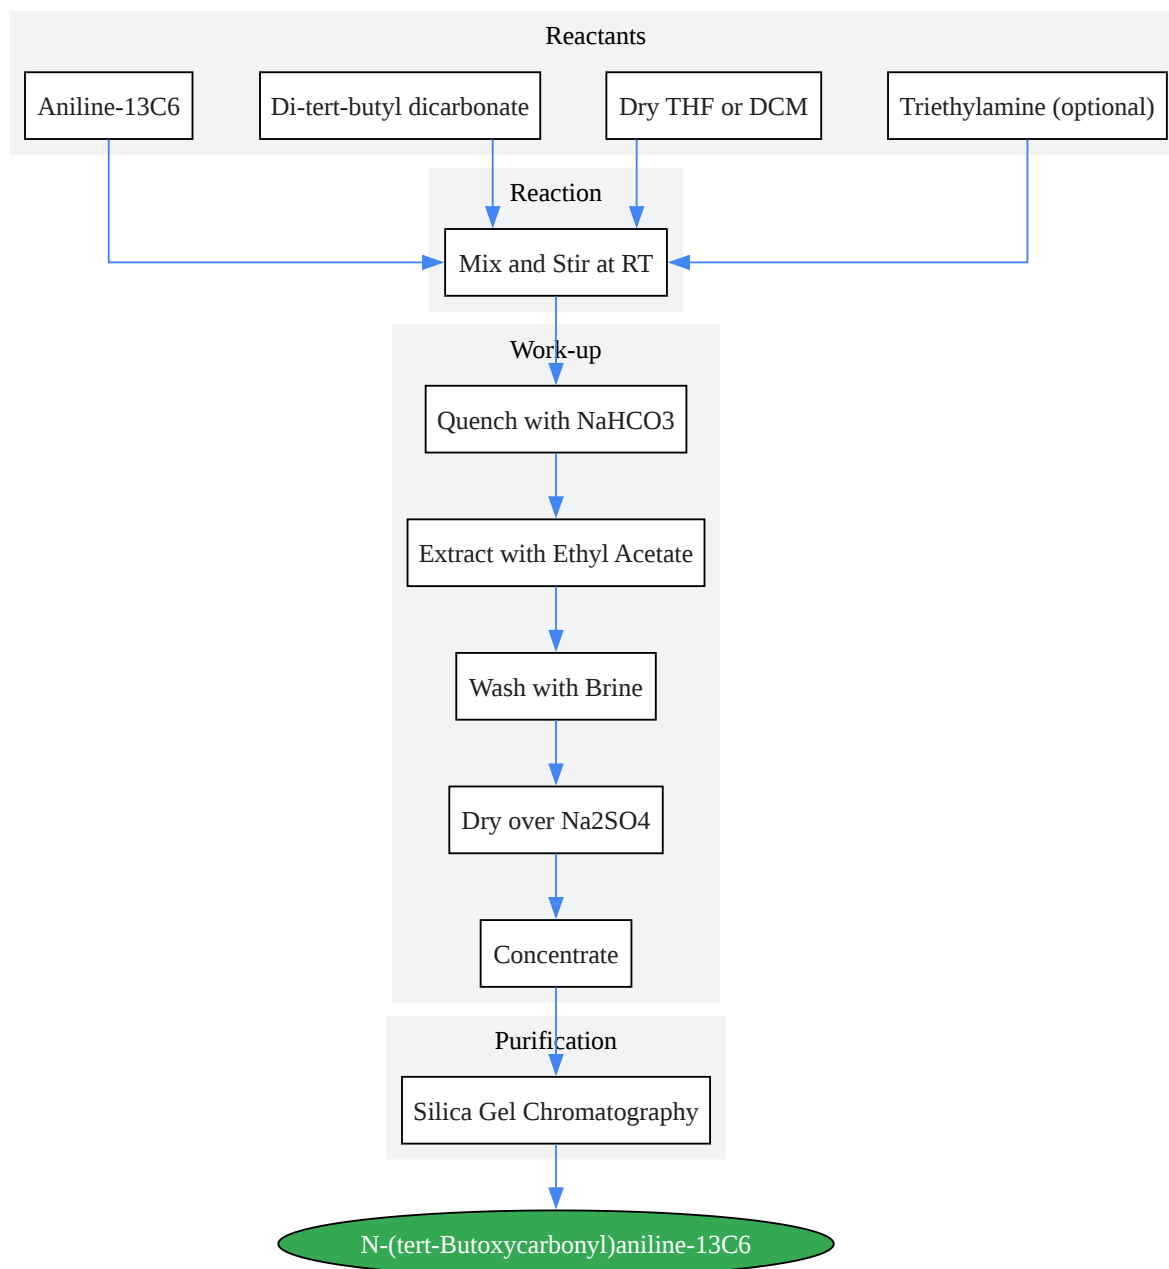 Reactants
Aniline-13C6
Di-tert-butyl dicarbonate
Dry THF or DCM
Triethylamine (optional)
Reaction
Mix and Stir at RT
Work-up
Quench with NaHCO3
Extract with Ethyl Acetate
Wash with Brine
Dry over Na2SO4
Concentrate
Purification
Silica Gel Chromatography
N-(tert-Butoxycarbonyl)aniline-13C6